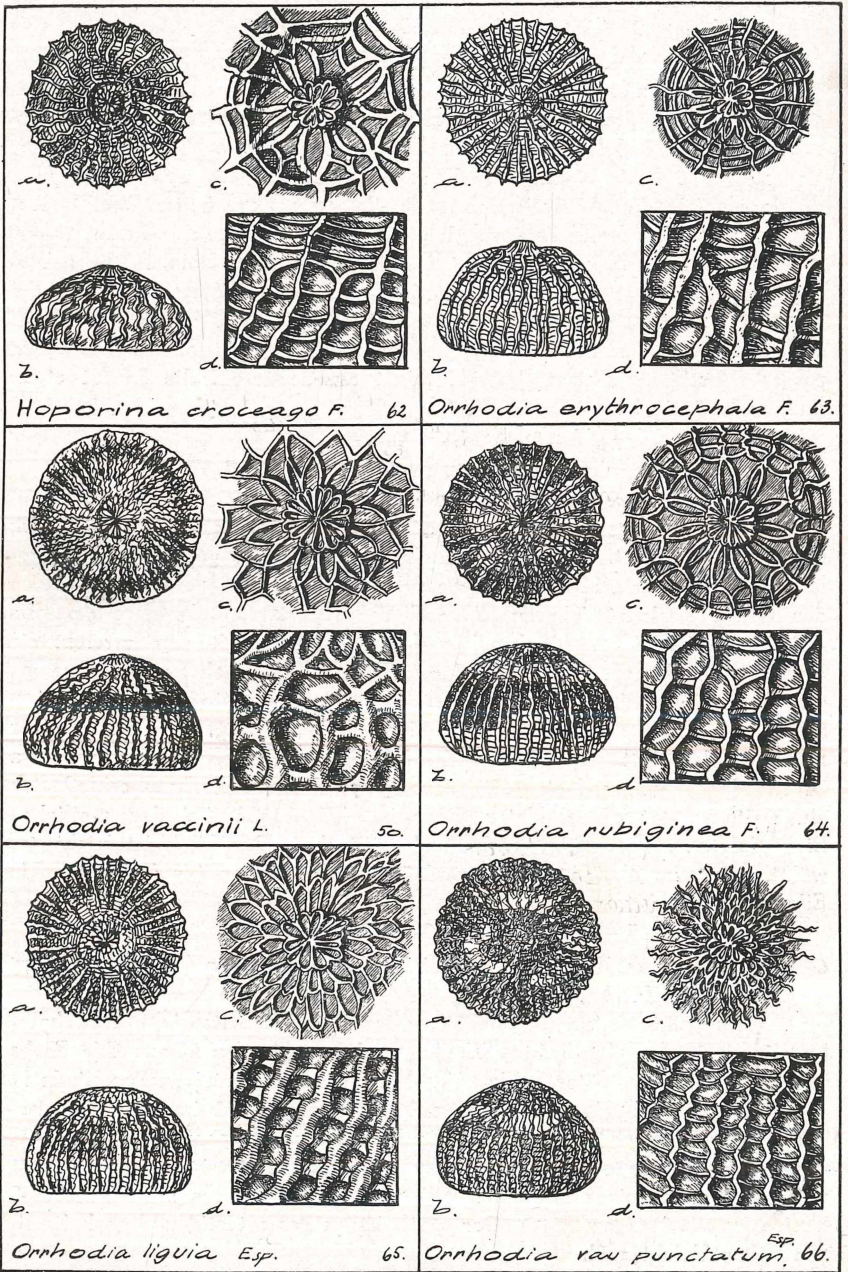 a.
c.
b.
d.
Hoporina croceago F. 62
a.
c.
b.
d.
Orrhodia erythrocephala F. 63.
a.
c.
b.
d.
Orrhodia vaccinii L. 50.
a.
c.
b.
d
Orrhodia rubiginea F. 64.
a.
c.
b.
d.
Orrhodia ligula Esp. 65.
a.
c.
b.
d.
Orrhodia vau punctatum Esp. 66.